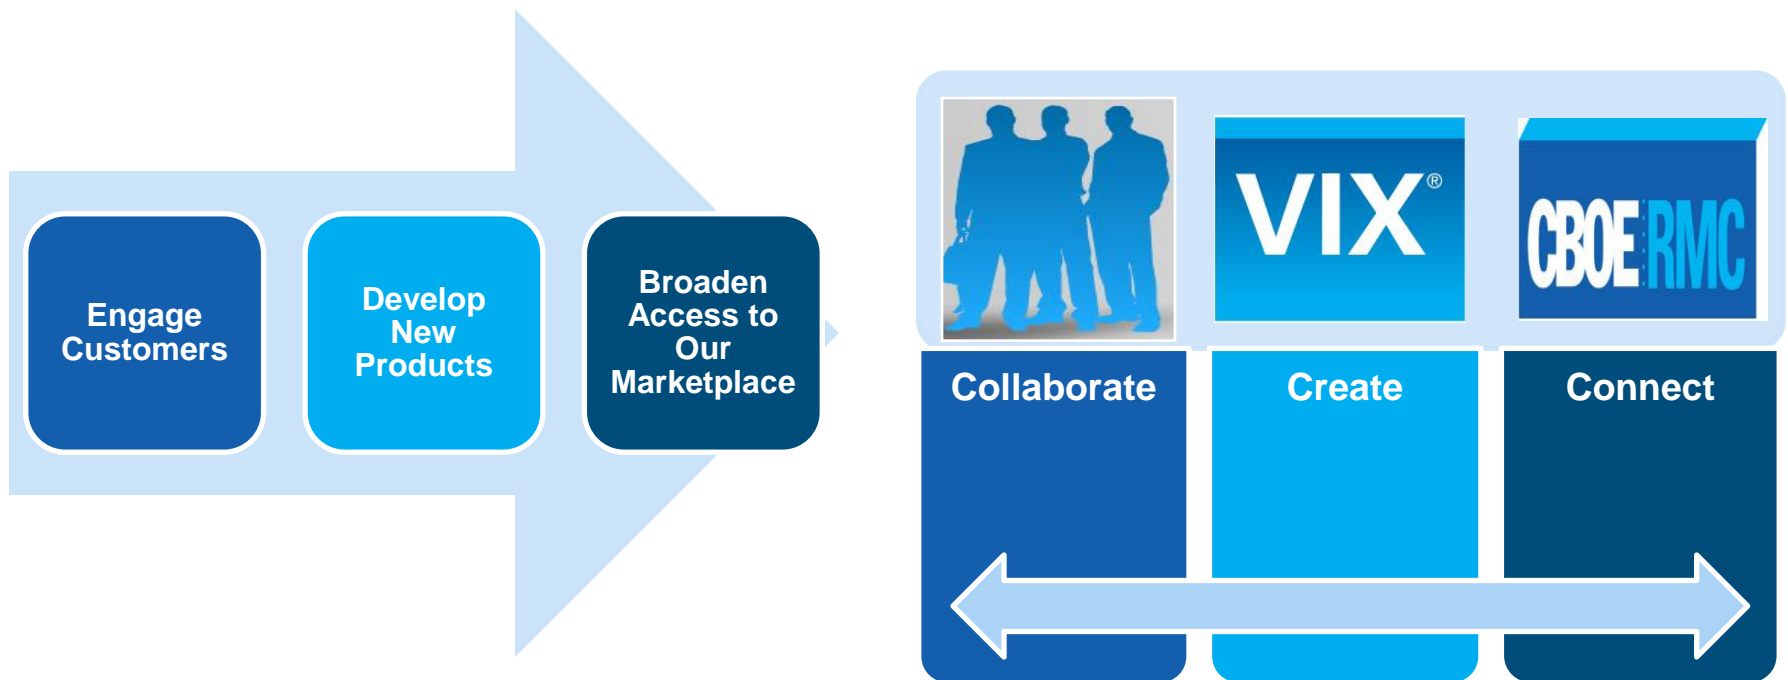 Engage
Customers
Develop
New
Products
Broaden
Access to
Our
Marketplace
VIX®
CBOE RMC
Collaborate
Create
Connect